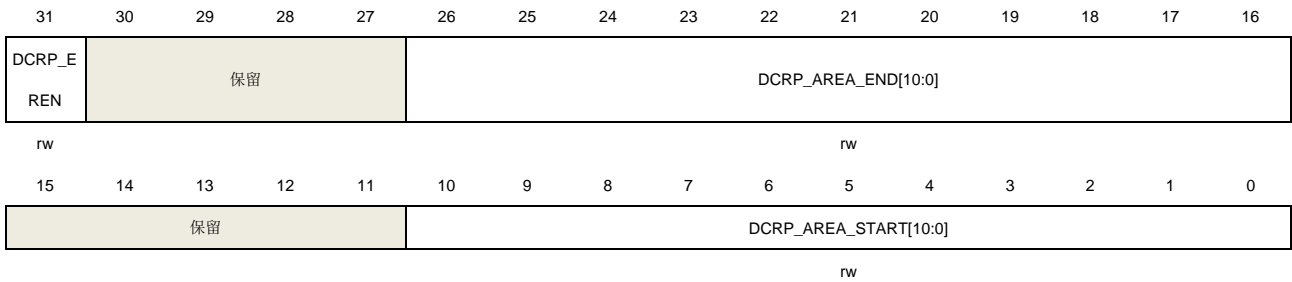 31 30 29 28 27 26 25 24 23 22 21 20 19 18 17 16
DCRP_E
REN
保留
DCRP_AREA_END[10:0]
rw rw
15 14 13 12 11 10 9 8 7 6 5 4 3 2 1 0
保留 DCRP_AREA_START[10:0]
rw